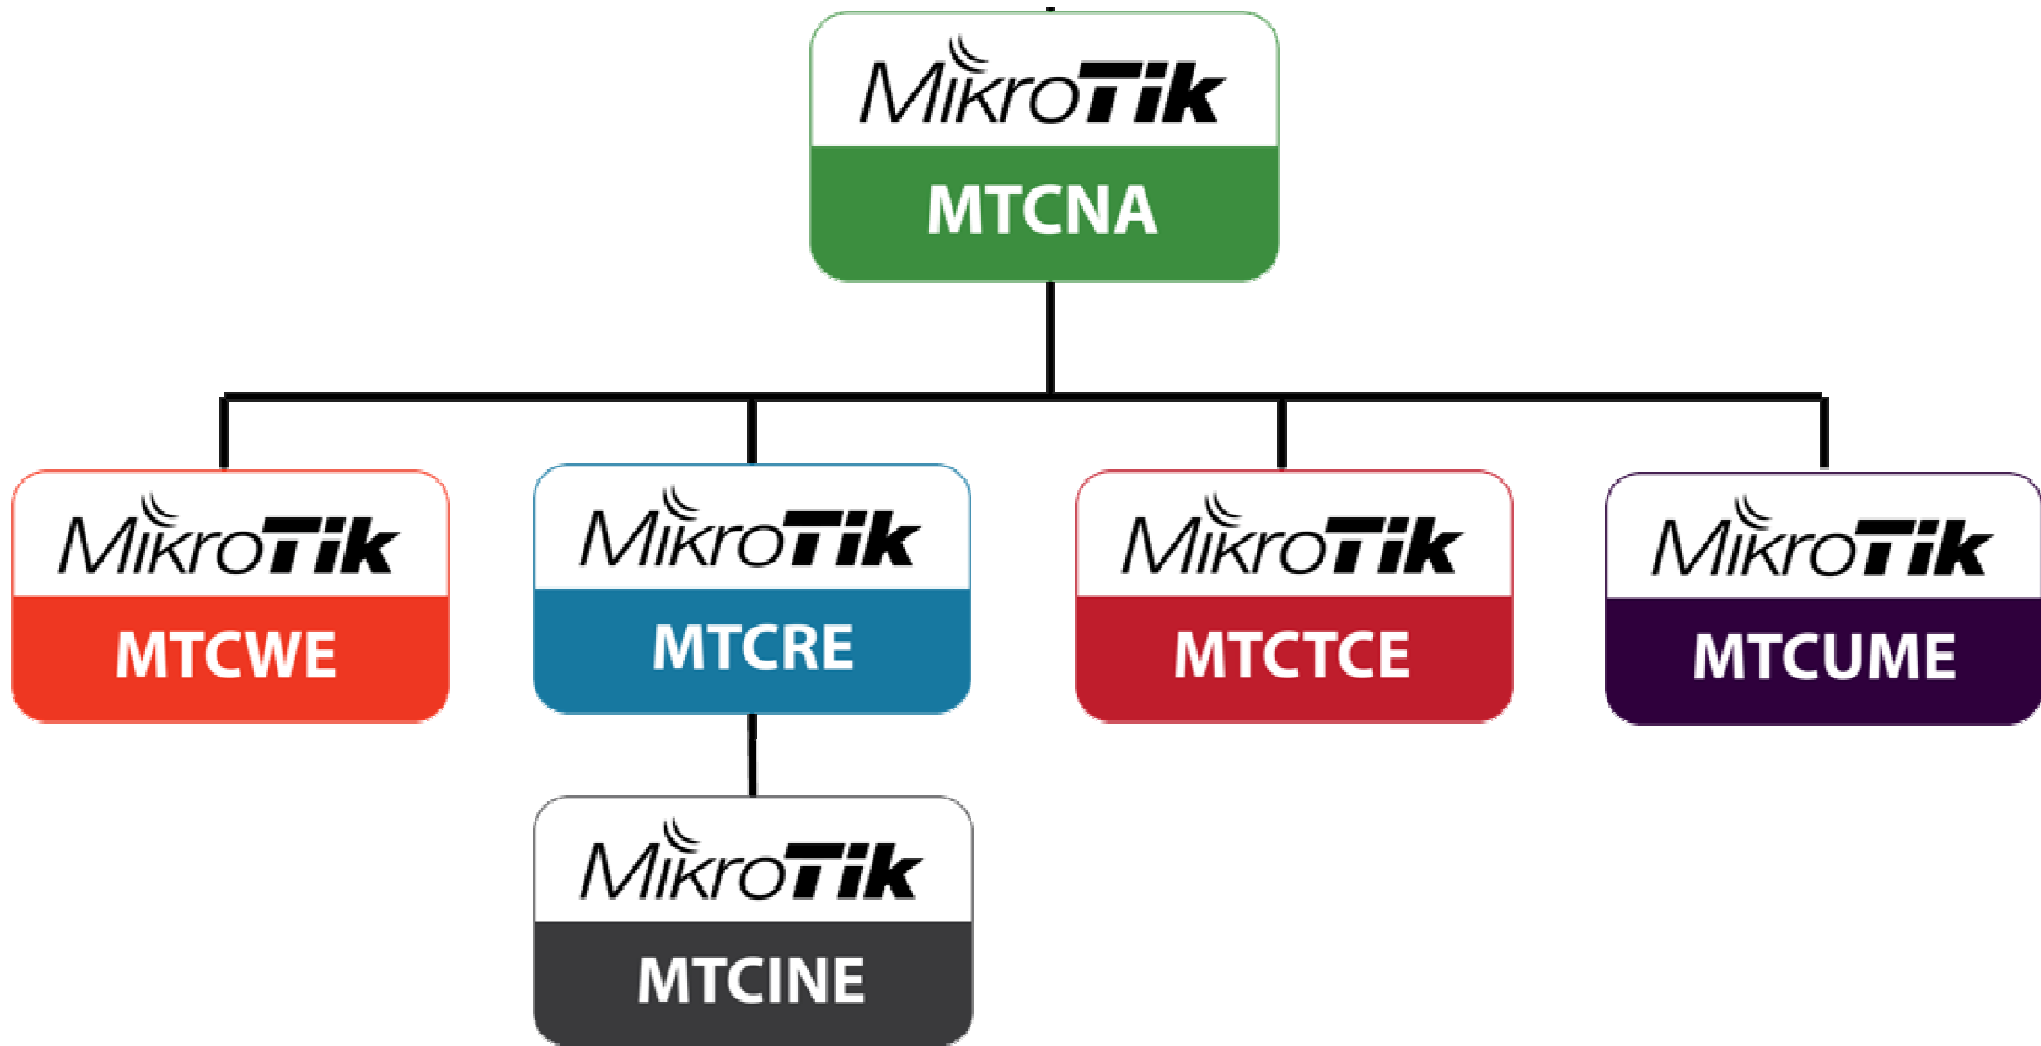 MikroTik
MTCNA
MikroTik
MTCWE
MikroTik
MTCRE
MikroTik
MTCTCE
MikroTik
MTCUME
MikroTik
MTCINE